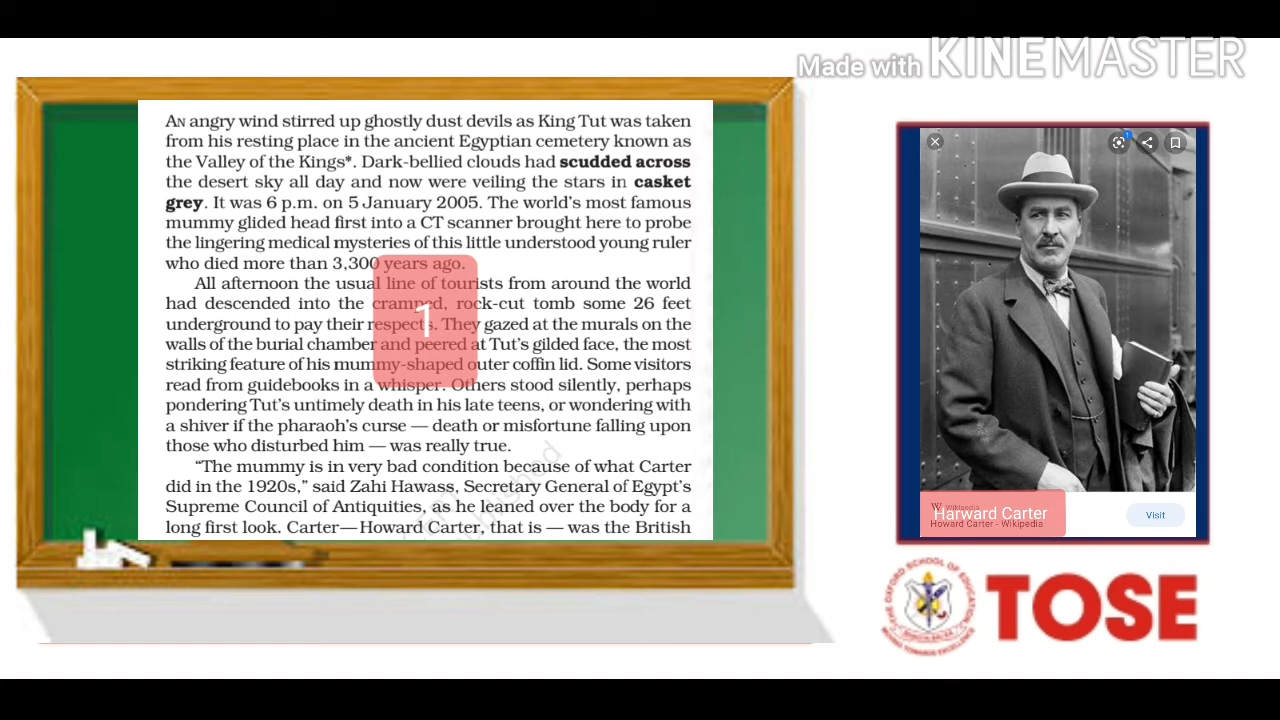 Made with KINEMASTER
AN angry wind stirred up ghostly dust devils as King Tut was taken
from his resting place in the ancient Egyptian cemetery known as
the Valley of the Kings*. Dark-bellied clouds had scudded across
the desert sky all day and now were veiling the stars in casket
grey. It was 6 p.m. on 5 January 2005. The world's most famous
mummy glided head first into a CT scanner brought here to probe
the lingering medical mysteries of this little understood young ruler
who died more than 3,300 years ago.
All afternoon the usual line of tourists from around the world
had descended into the cramped, rock-cut tomb some 26 feet
underground to pay their respects. They gazed at the murals on the
walls of the burial chamber and peered at Tut's gilded face, the most
striking feature of his mummy-shaped outer coffin lid. Some visitors
read from guidebooks in a whisper. Others stood silently, perhaps
pondering Tut's untimely death in his late teens, or wondering with
a shiver if the pharaoh's curse — death or misfortune falling upon
those who disturbed him — was really true.
"The mummy is in very bad condition because of what Carter
did in the 1920s," said Zahi Hawass, Secretary General of Egypt's
Supreme Council of Antiquities, as he leaned over the body for a
long first look. Carter—Howard Carter, that is — was the British
1
1
W Wikipedia
Harward Carter
Howard Carter - Wikipedia
Visit
THE OXFORD SCHOOL OF EDUCATION
TOSE